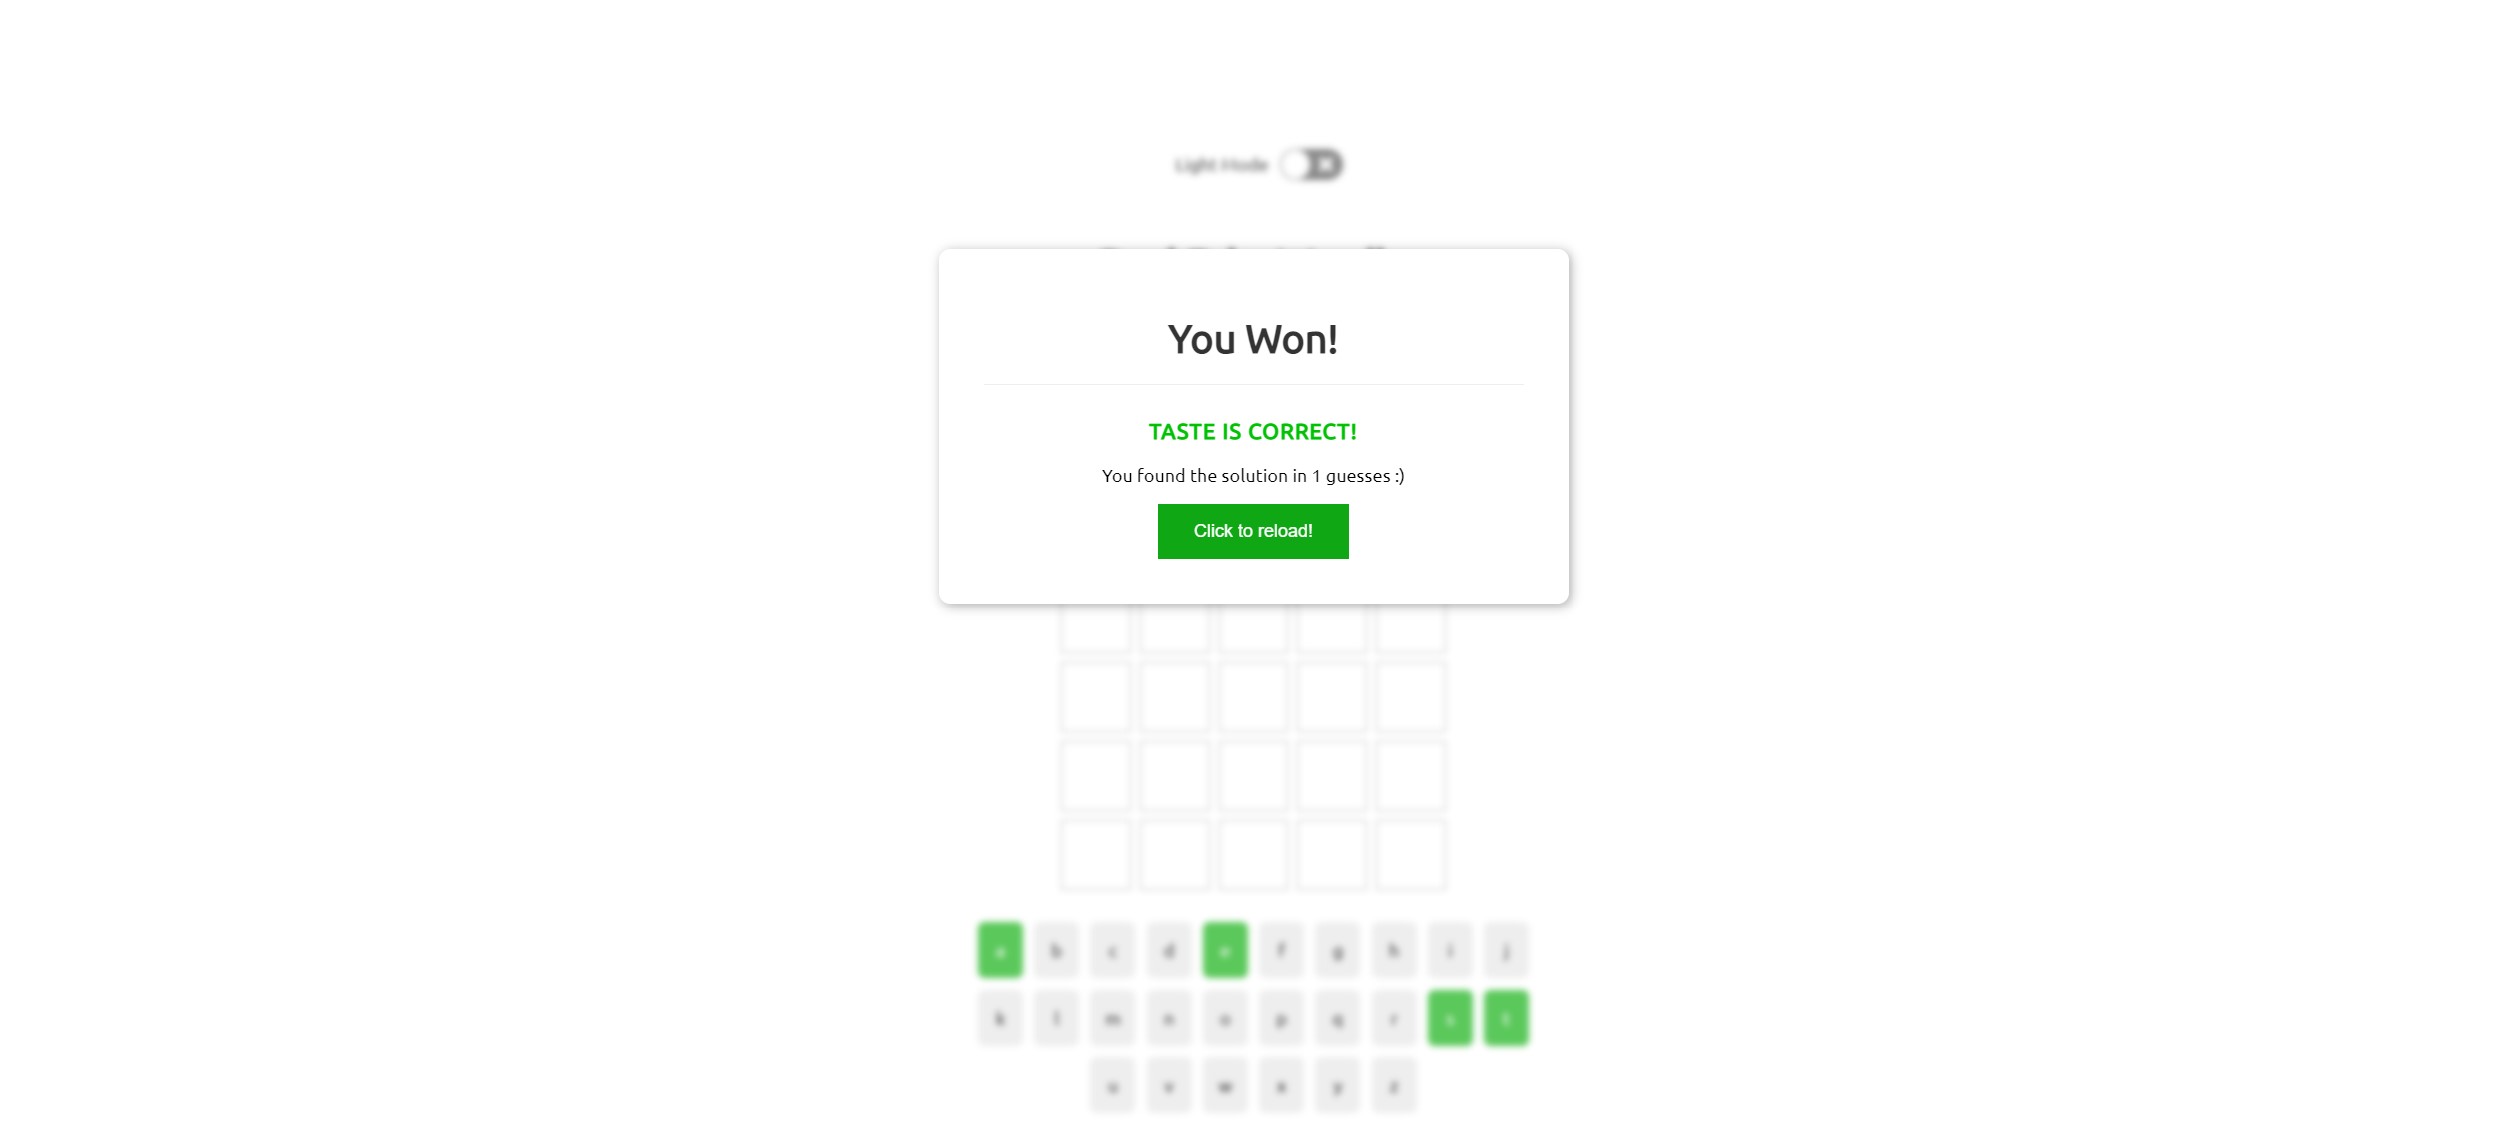 Light Mode
You Won!
TASTE IS CORRECT!
You found the solution in 1 guesses :)
Click to reload!
a b c d e f g h i j
k l m n o p q r s t
u v w x y z